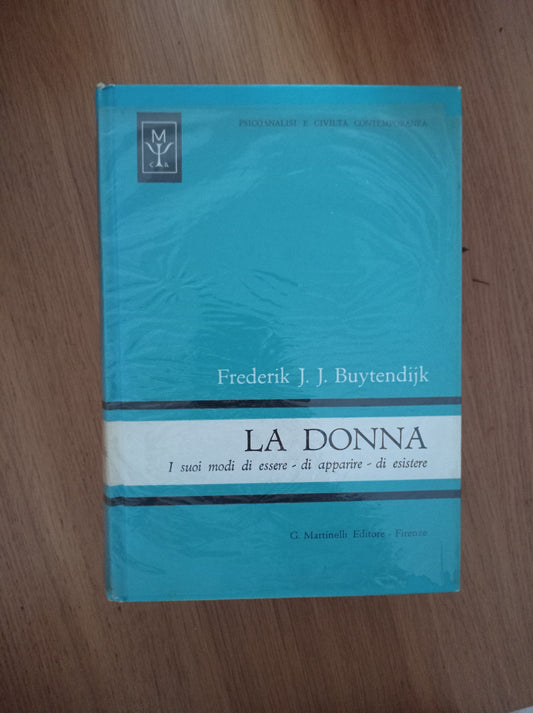 PSICOANALISI E CIVILTÀ CONTEMPORANEA
M
C &
Frederik J. J. Buytendijk
LA DONNA
I suoi modi di essere - di apparire - di esistere
G. Martinelli Editore - Firenze